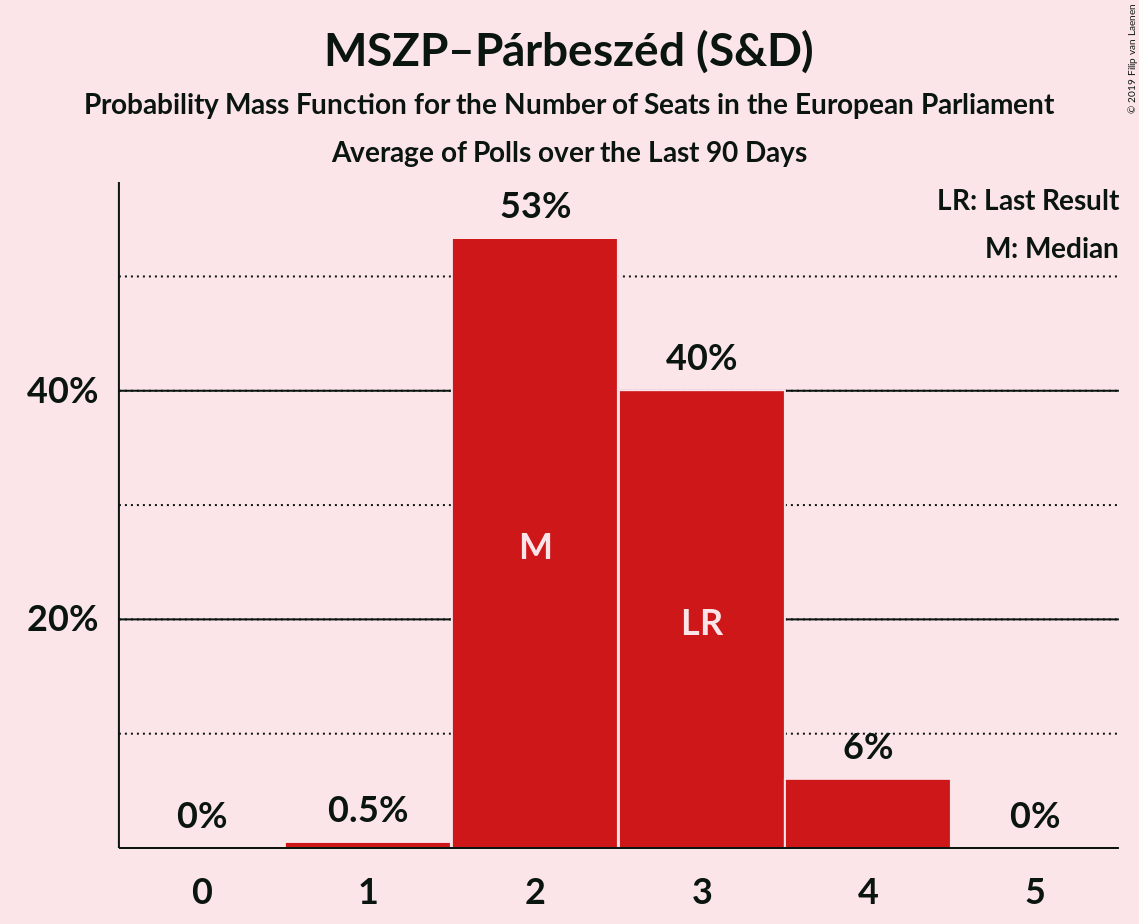 MSZP–Párbeszéd (S&D)
Probability Mass Function for the Number of Seats in the European Parliament
Average of Polls over the Last 90 Days
© 2019 Filip van Laenen
LR: Last Result
M: Median
53%
40%
40%
M
20%
LR
6%
0%
0.5%
0%
0 1 2 3 4 5